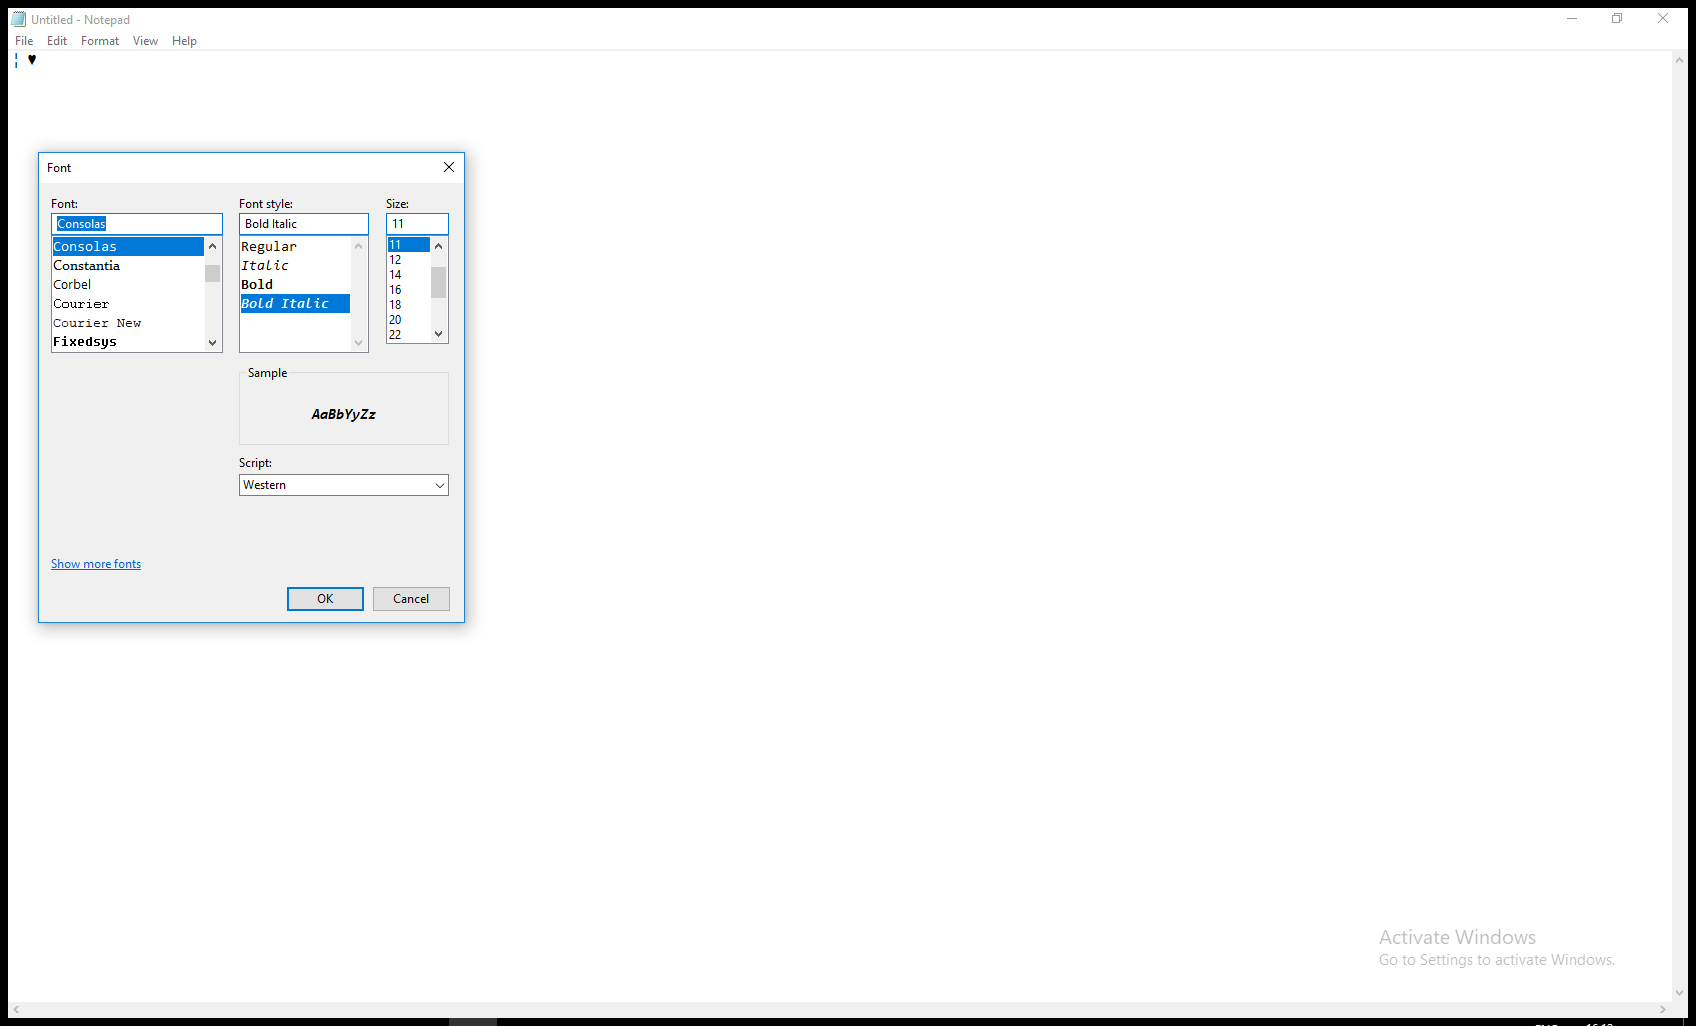 Untitled - Notepad
File Edit Format View Help
¦ ♥
Font
Font: Font style: Size:
Consolas Bold Italic 11
Consolas Regular 11
Constantia Italic 12
Corbel Bold 14
Courier Bold Italic 16
Courier New 18
Fixedsys 20
22
Sample
AaBbYyZz
Script:
Western
Show more fonts
OK Cancel
Activate Windows
Go to Settings to activate Windows.